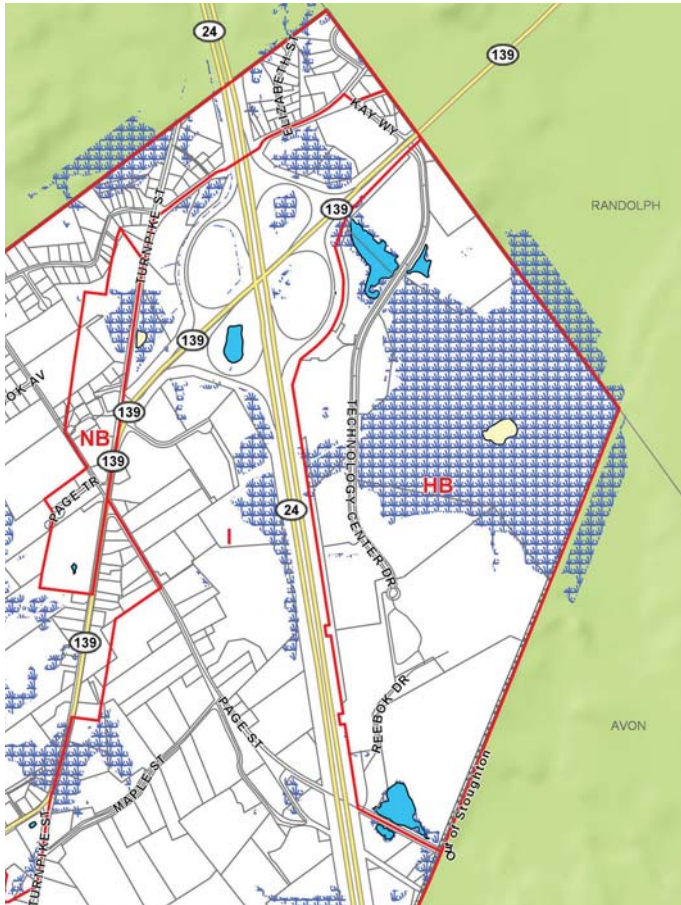 24
139
ELIZABETH ST
KAY WY
RANDOLPH
TURNPIKE ST
139
139
OK AV
139
TECHNOLOGY CENTER DR
NB
139
PAGE TR
HB
24
I
139
PAGE ST
REEBOK DR
AVON
MAPLE ST
of Stoughton
TURNPIKE ST